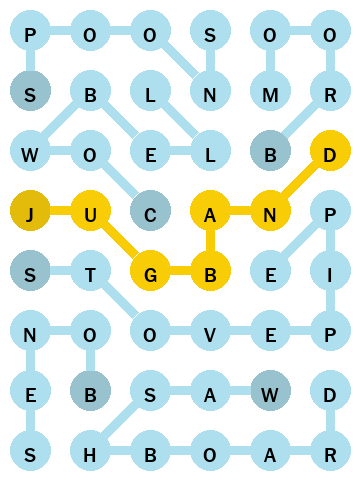 P O O S O O
S B L N M R
W O E L B D
J U C A N P
S T G B E I
N O O V E P
E B S A W D
S H B O A R